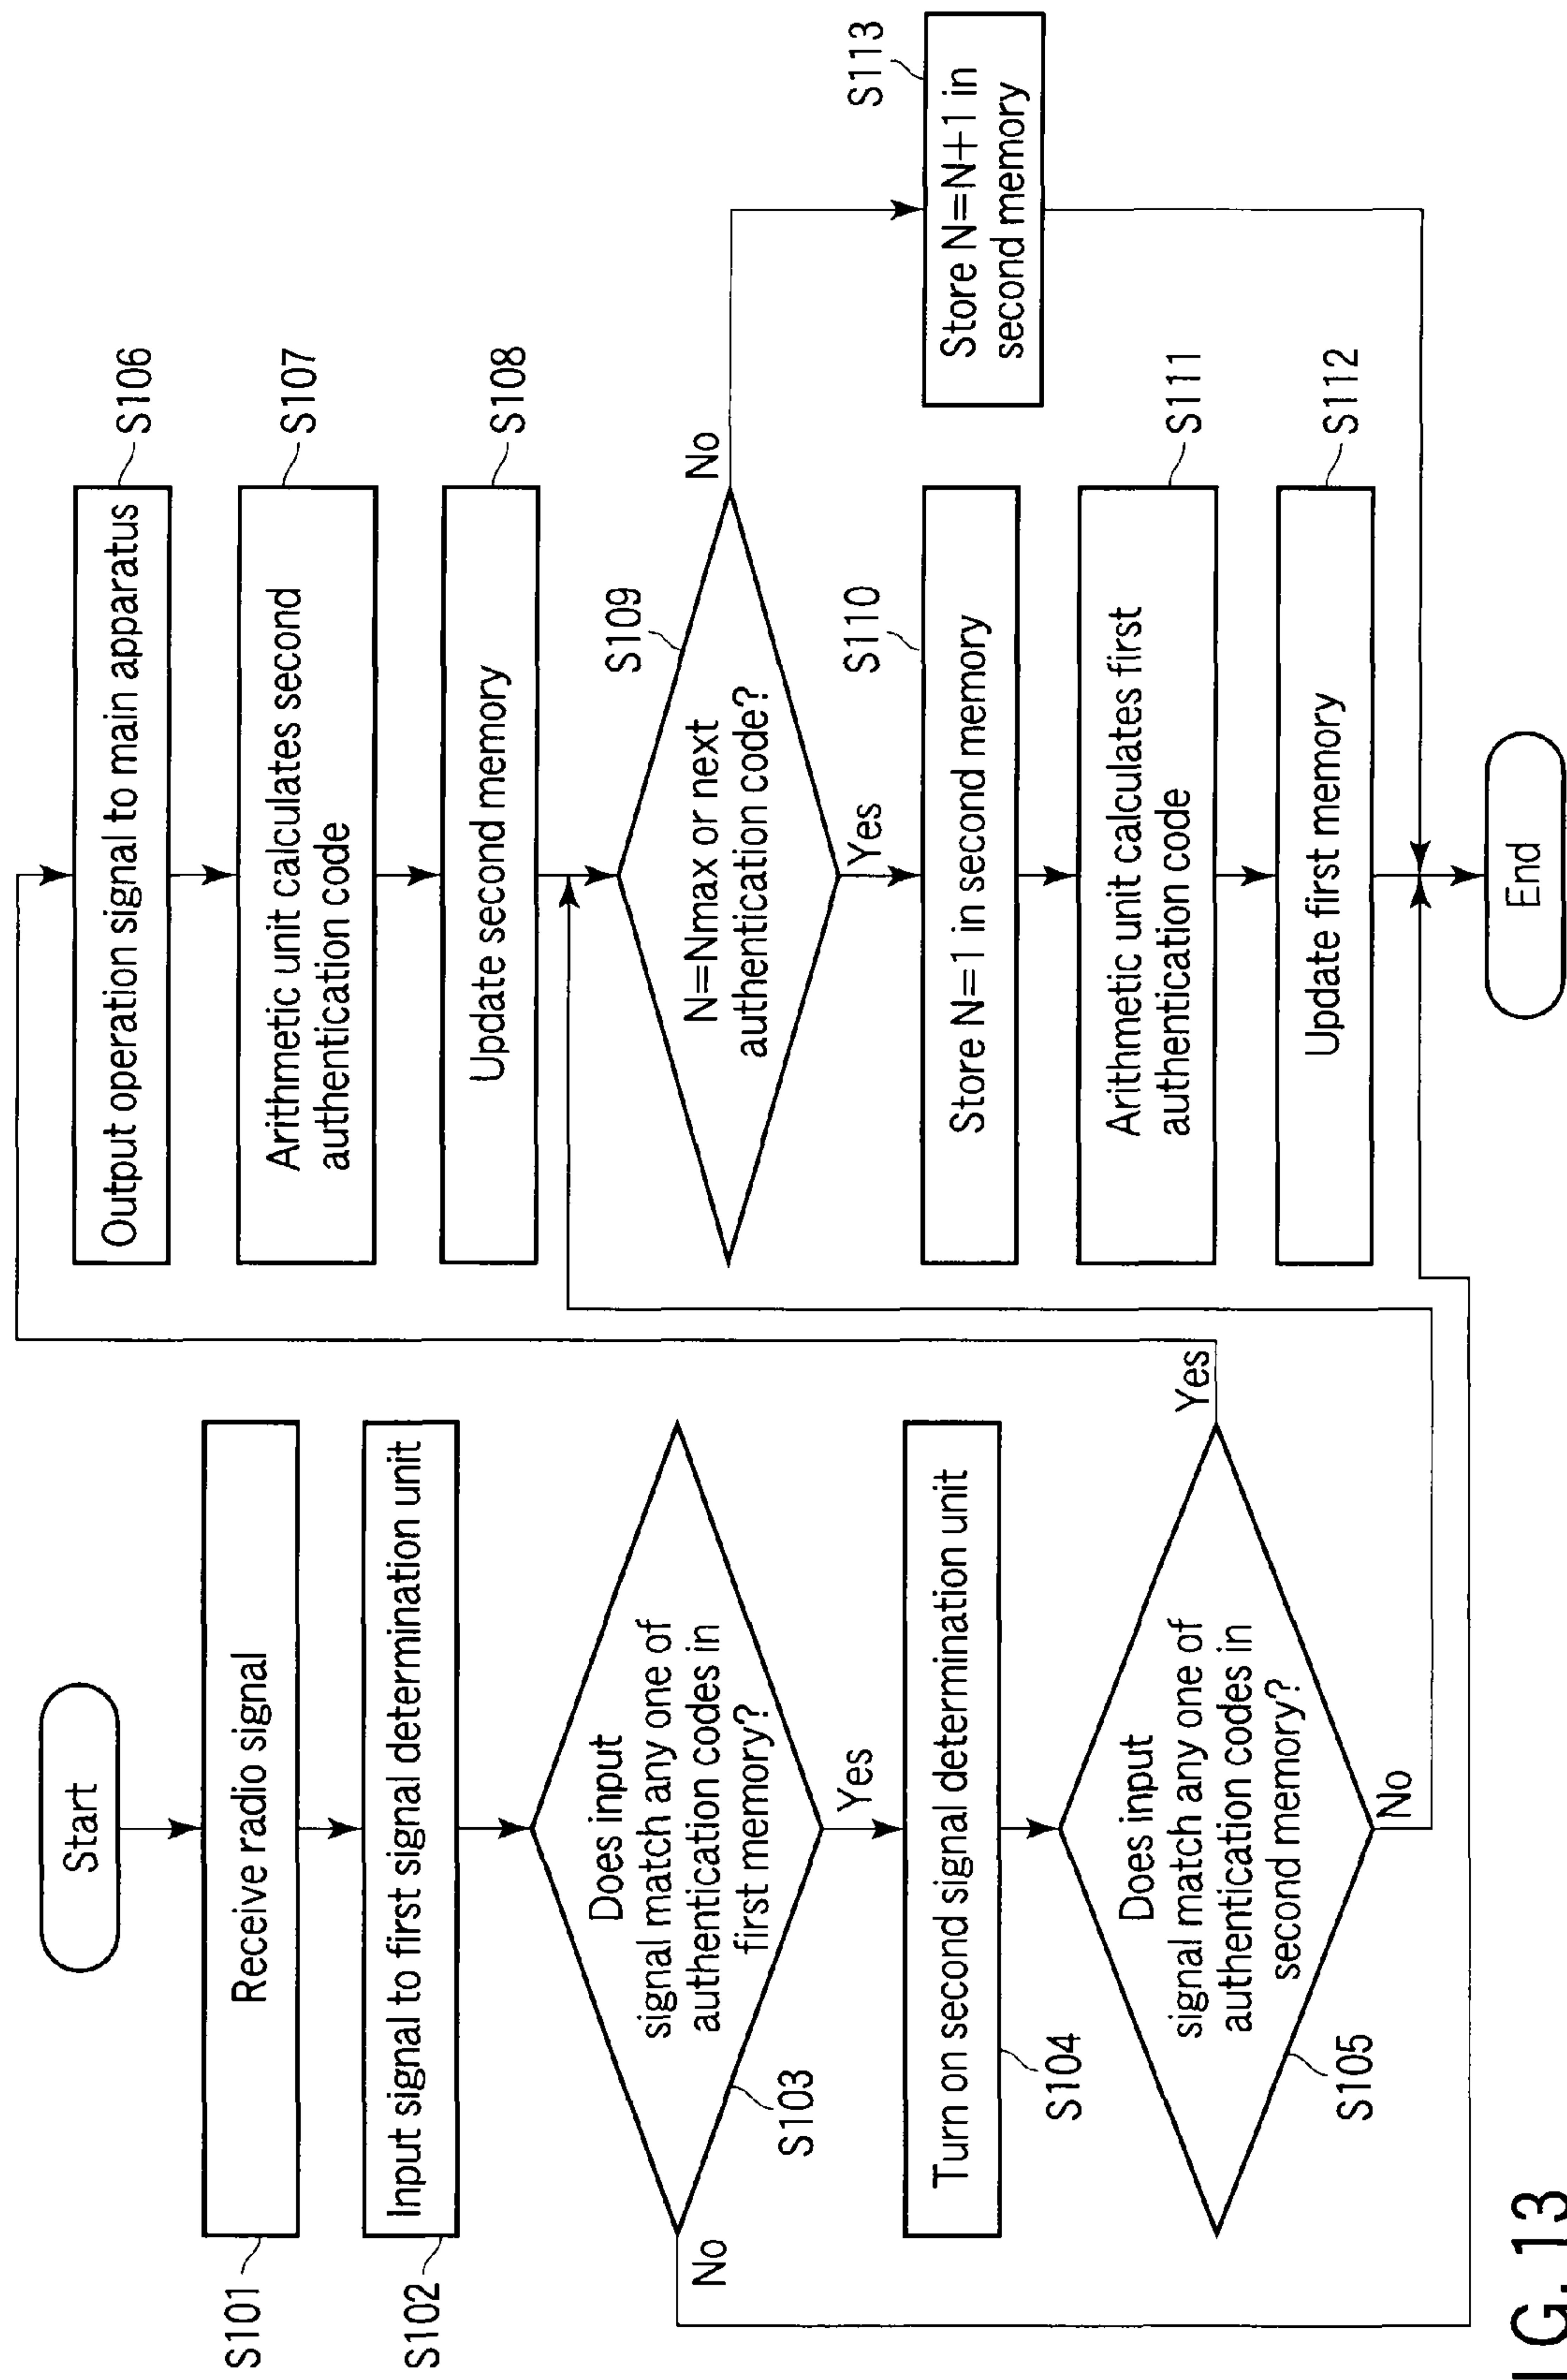 Start
S101
Receive radio signal
S102
Input signal to first signal determination unit
Does input
signal match any one of
authentication codes in
first memory?
S103
No
Yes
Turn on second signal determination unit
S104
Does input
signal match any one of
authentication codes in
second memory?
S105
Yes
No
Output operation signal to main apparatus
S106
Arithmetic unit calculates second
authentication code
S107
Update second memory
S108
N=Nmax or next
authentication code?
S109
No
Yes
Store N=1 in second memory
S110
Arithmetic unit calculates first
authentication code
S111
Update first memory
S112
Store N=N+1 in
second memory
S113
End
IG. 13